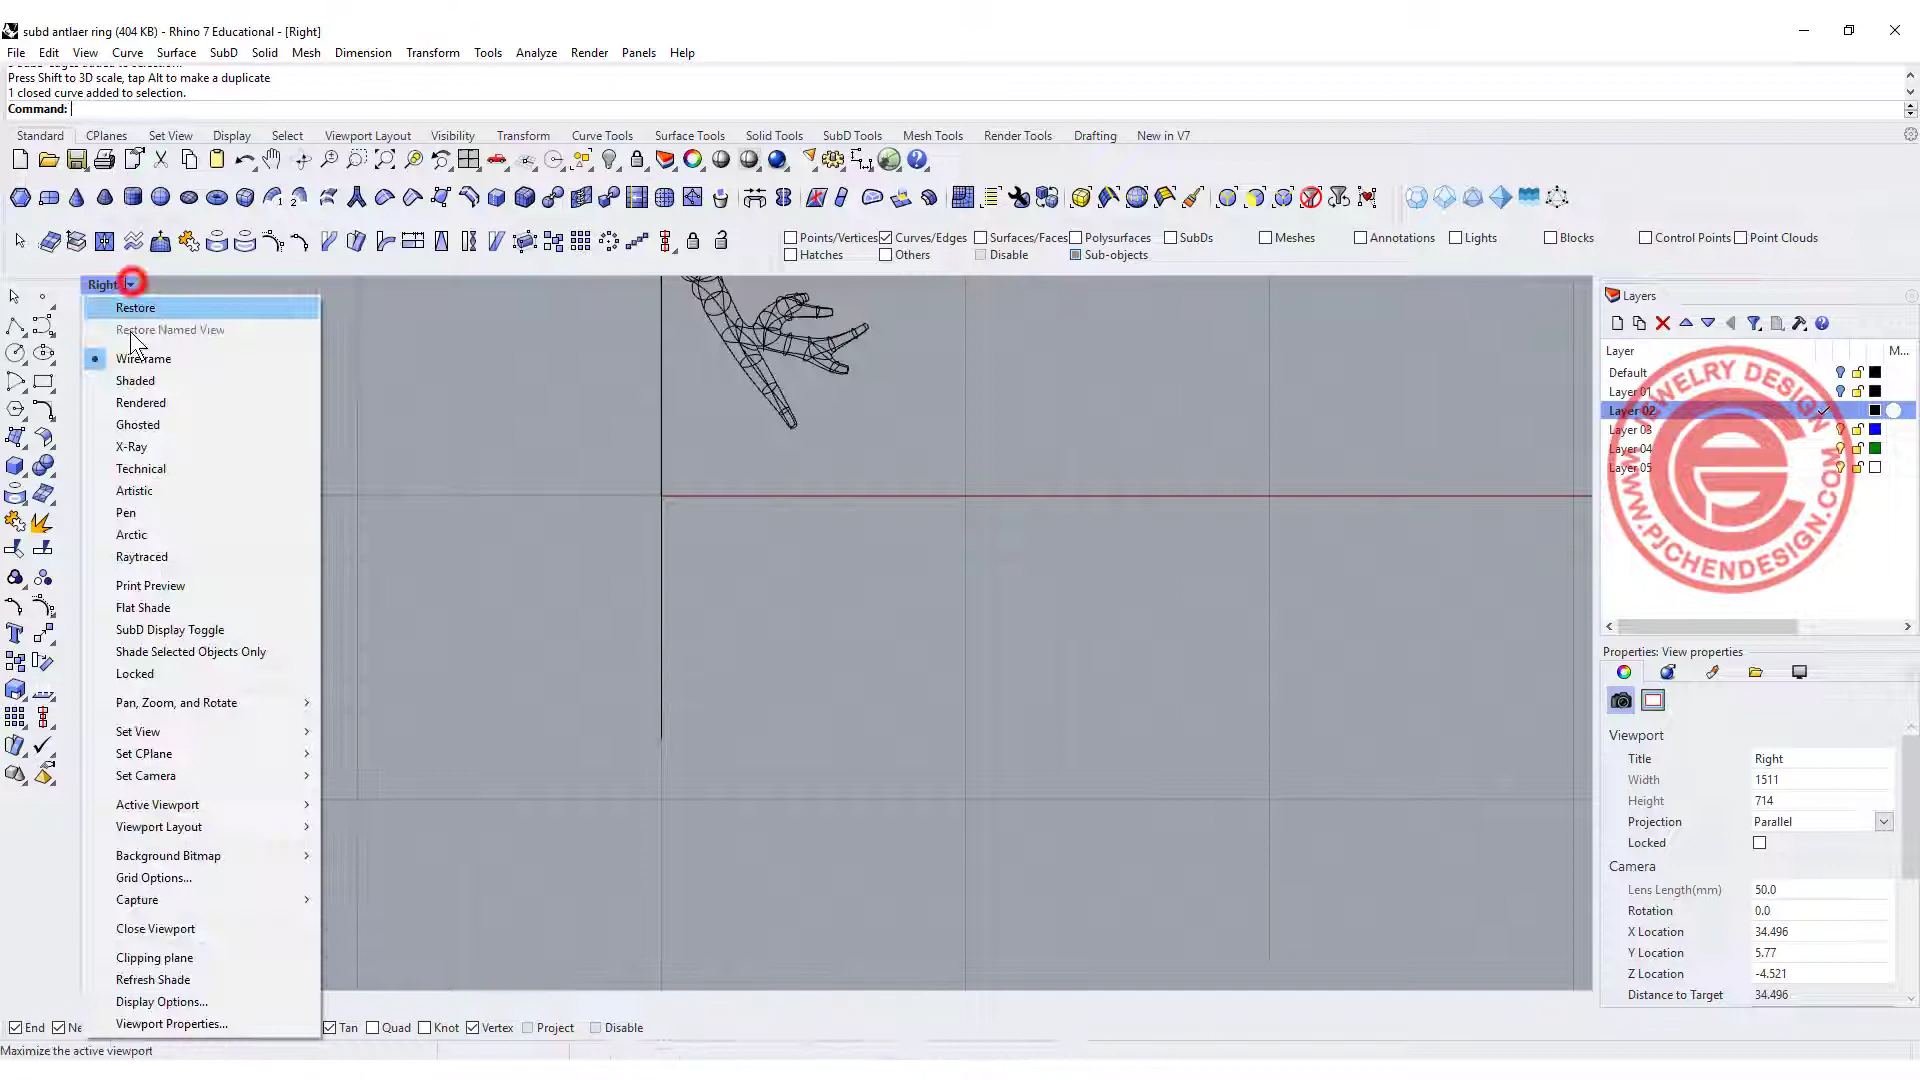 subd antlaer ring (404 KB) - Rhino 7 Educational - [Right]
File Edit View Curve Surface SubD Solid Mesh Dimension Transform Tools Analyze Render Panels Help
Press Shift to 3D scale, tap Alt to make a duplicate
1 closed curve added to selection.
Command:
Standard CPlanes Set View Display Select Viewport Layout Visibility Transform Curve Tools Surface Tools Solid Tools SubD Tools Mesh Tools Render Tools Drafting New in V7
Points/Vertices Curves/Edges Surfaces/Faces Polysurfaces SubDs Meshes Annotations Lights Blocks Control Points Point Clouds
Hatches Others Disable Sub-objects
Right
Restore
Restore Named View
Wireframe
Shaded
Rendered
Ghosted
X-Ray
Technical
Artistic
Pen
Arctic
Raytraced
Print Preview
Flat Shade
SubD Display Toggle
Shade Selected Objects Only
Locked
Pan, Zoom, and Rotate
Set View
Set CPlane
Set Camera
Active Viewport
Viewport Layout
Background Bitmap
Grid Options...
Capture
Close Viewport
Clipping plane
Refresh Shade
Display Options...
Viewport Properties...
Layers
Layer M...
Default
Layer 01
Layer 02
Layer 03
Layer 04
Layer 05
JEWELRY DESIGN
WWW.PJCHENDESIGN.COM
Properties: View properties
Viewport
Title Right
Width 1511
Height 714
Projection Parallel
Locked
Camera
Lens Length(mm) 50.0
Rotation 0.0
X Location 34.496
Y Location 5.77
Z Location -4.521
Distance to Target 34.496
End Ne Tan Quad Knot Vertex Project Disable
Maximize the active viewport